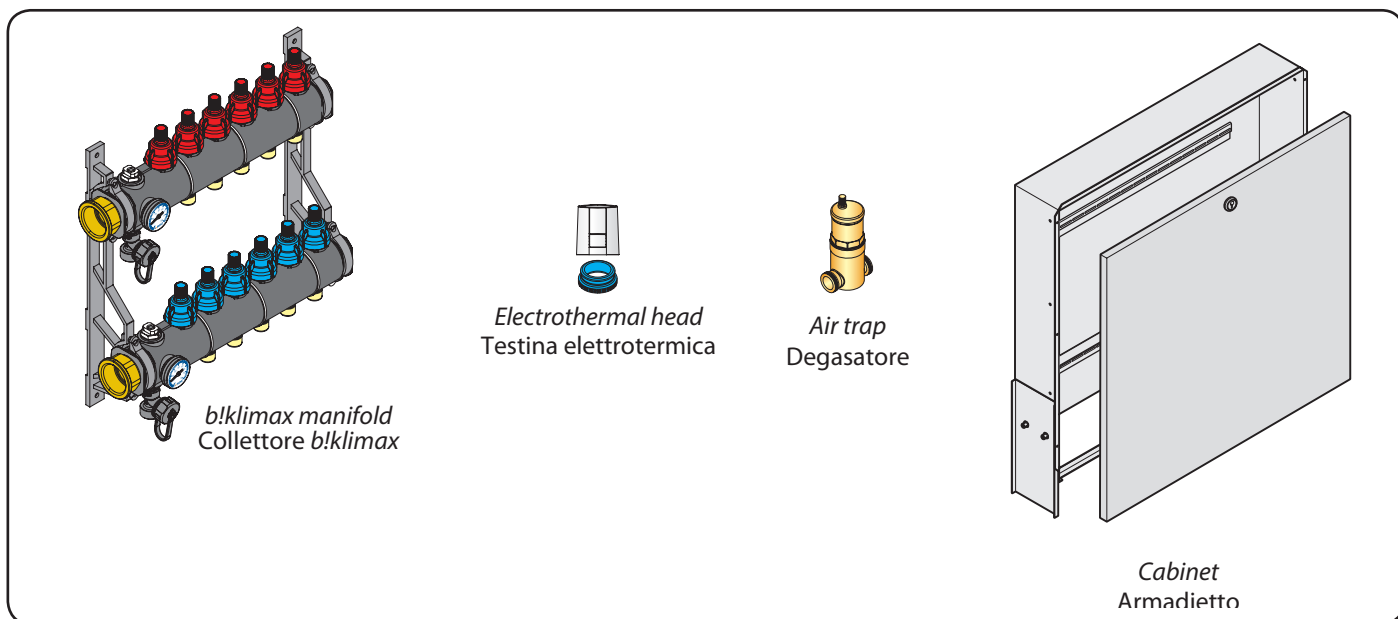 b!klimax manifold
Collettore b!klimax
Electrothermal head
Testina elettrotermica
Air trap
Degasatore
Cabinet
Armadietto